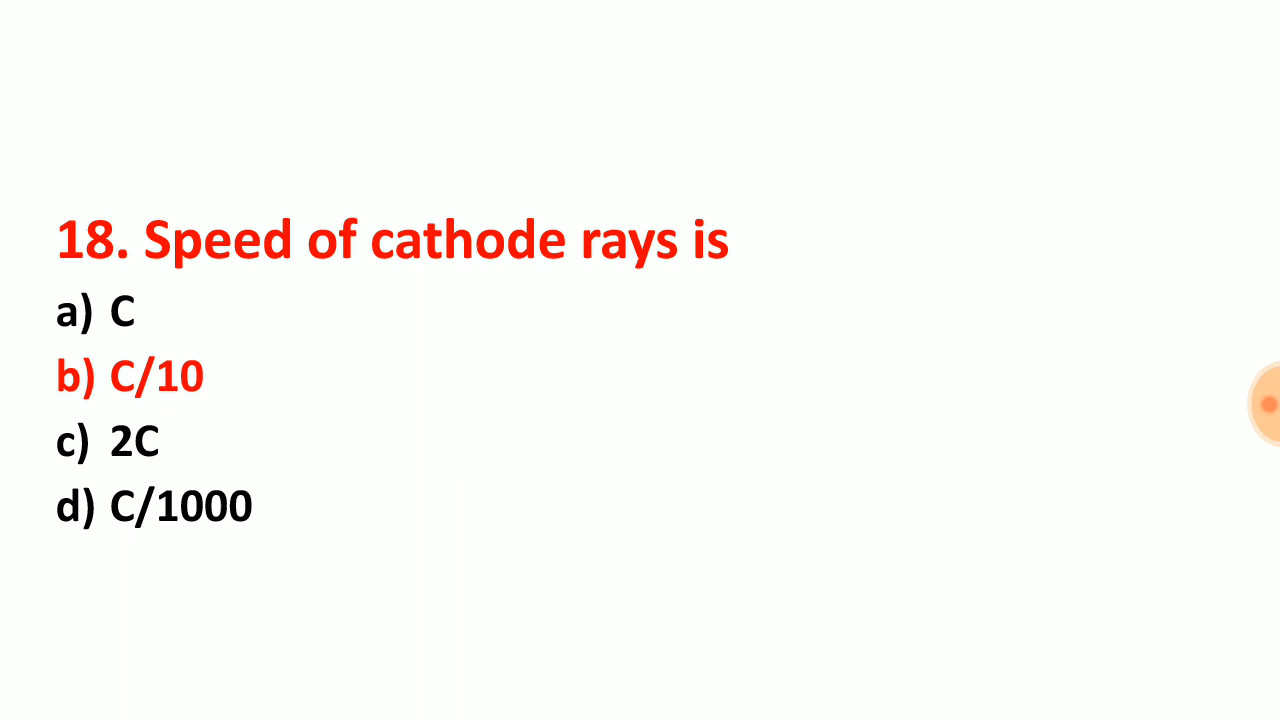 18. Speed of cathode rays is
a) C
b) C/10
c) 2C
d) C/1000